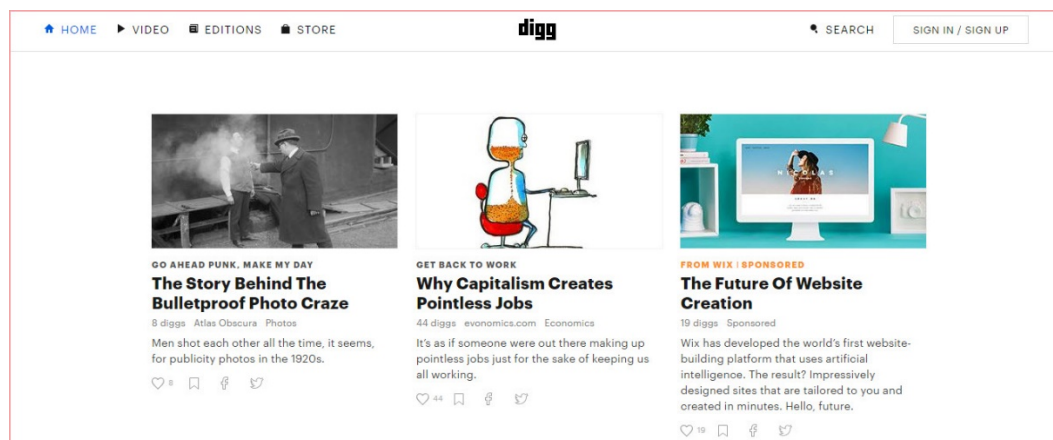 HOME VIDEO EDITIONS STORE digg SEARCH SIGN IN / SIGN UP
GO AHEAD PUNK, MAKE MY DAY
The Story Behind The
Bulletproof Photo Craze
8 diggs Atlas Obscura Photos
Men shot each other all the time, it seems,
for publicity photos in the 1920s.
8
GET BACK TO WORK
Why Capitalism Creates
Pointless Jobs
44 diggs evonomics.com Economics
It's as if someone were out there making up
pointless jobs just for the sake of keeping us
all working.
44
NICOLAS
ABOUT ME
FROM WIX | SPONSORED
The Future Of Website
Creation
19 diggs Sponsored
Wix has developed the world's first website-
building platform that uses artificial
intelligence. The result? Impressively
designed sites that are tailored to you and
created in minutes. Hello, future.
19